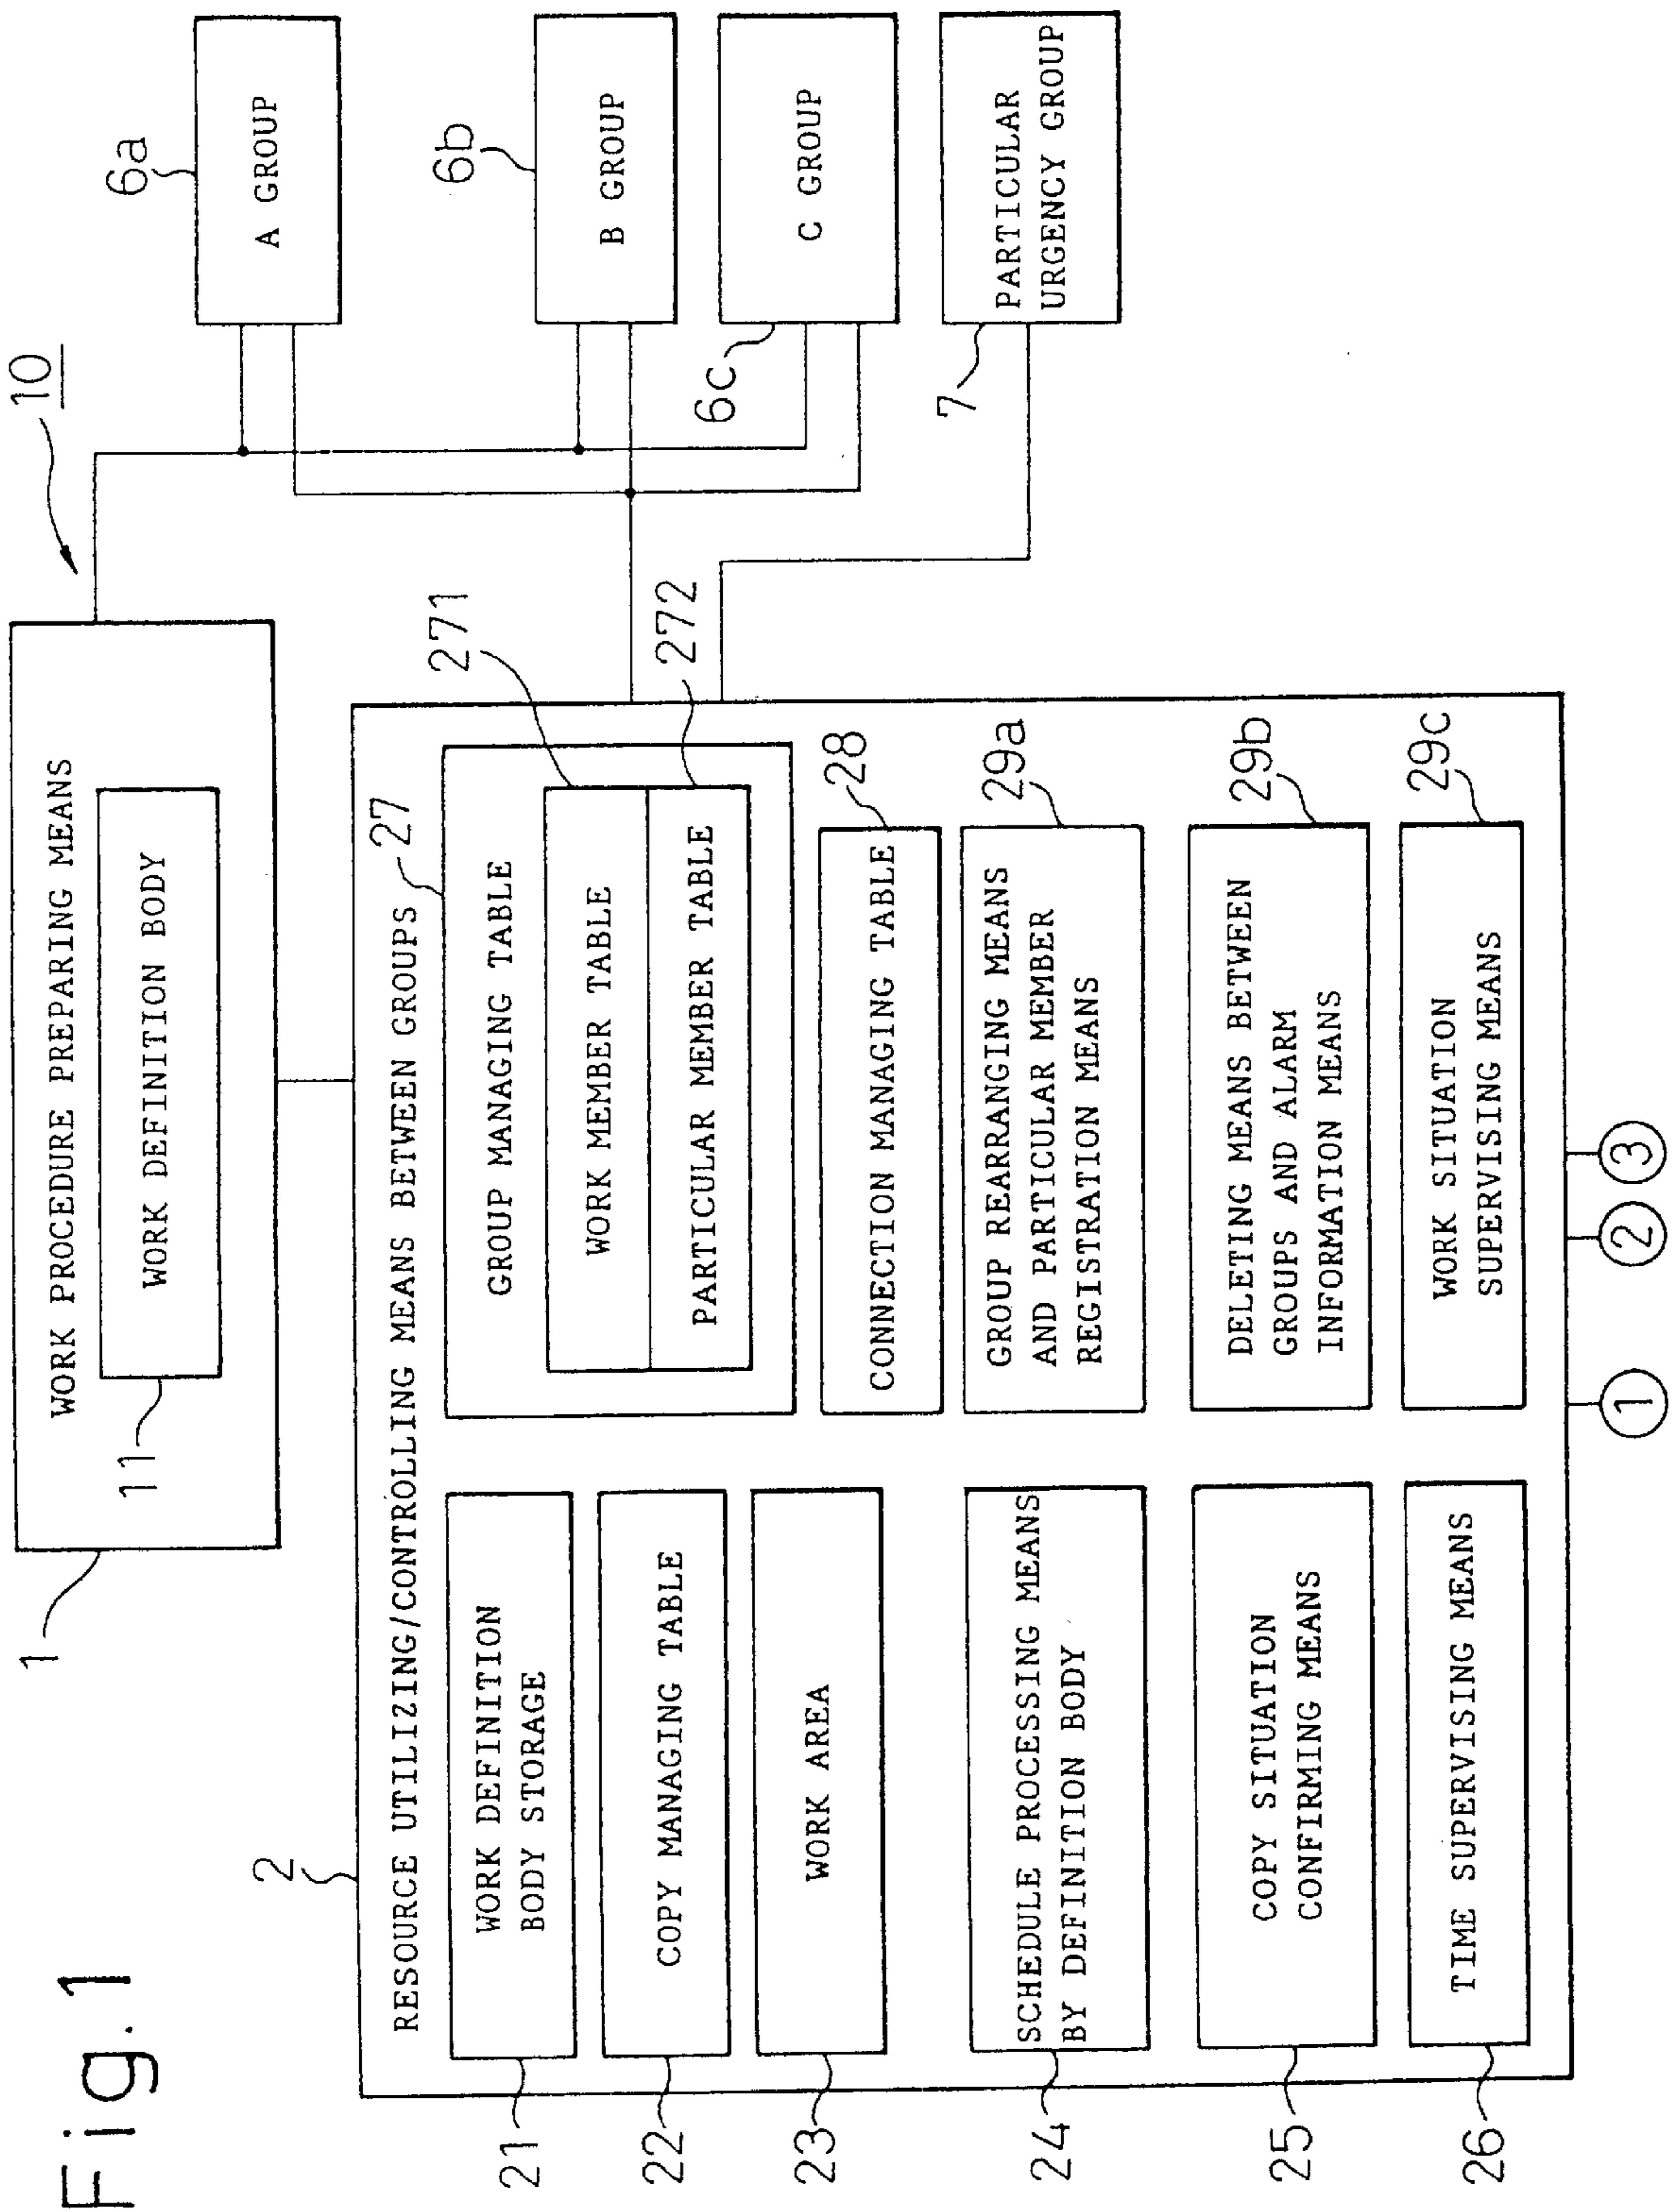 Fig.1
10
1
WORK PROCEDURE PREPARING MEANS
11
WORK DEFINITION BODY
6a
A GROUP
6b
B GROUP
6c
C GROUP
7
PARTICULAR
URGENCY GROUP
2
RESOURCE UTILIZING/CONTROLLING MEANS BETWEEN GROUPS
21
WORK DEFINITION
BODY STORAGE
22
COPY MANAGING TABLE
23
WORK AREA
24
SCHEDULE PROCESSING MEANS
BY DEFINITION BODY
25
COPY SITUATION
CONFIRMING MEANS
26
TIME SUPERVISING MEANS
27
GROUP MANAGING TABLE
271
WORK MEMBER TABLE
272
PARTICULAR MEMBER TABLE
28
CONNECTION MANAGING TABLE
29a
GROUP REARRANGING MEANS
AND PARTICULAR MEMBER
REGISTRATION MEANS
29b
DELETING MEANS BETWEEN
GROUPS AND ALARM
INFORMATION MEANS
29c
WORK SITUATION
SUPERVISING MEANS
①
②
③